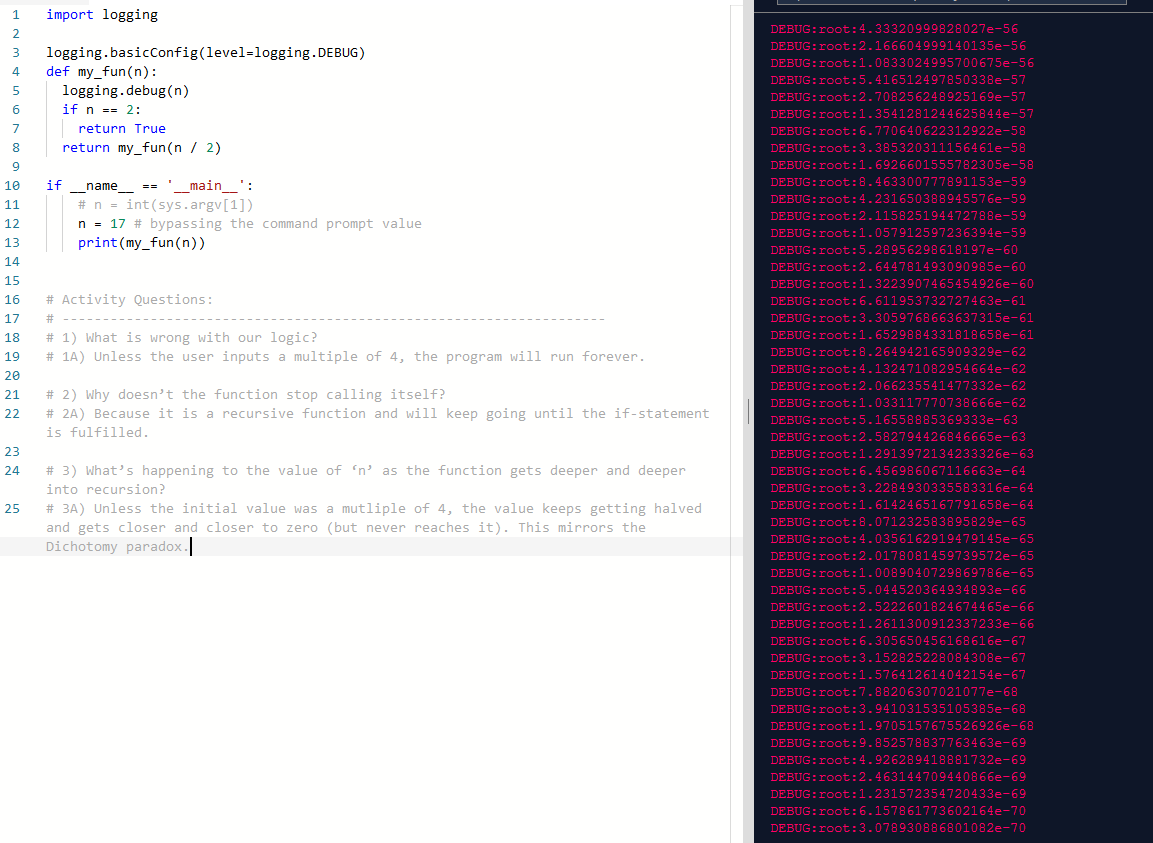 1 import logging
2
3 logging.basicConfig(level=logging.DEBUG)
4 def my_fun(n):
5 logging.debug(n)
6 if n == 2:
7 return True
8 return my_fun(n / 2)
9
10 if __name__ == '__main__':
11 # n = int(sys.argv[1])
12 n = 17 # bypassing the command prompt value
13 print(my_fun(n))
14
15
16 # Activity Questions:
17 # ---------------------------------------------------------------------
18 # 1) What is wrong with our logic?
19 # 1A) Unless the user inputs a multiple of 4, the program will run forever.
20
21 # 2) Why doesn’t the function stop calling itself?
22 # 2A) Because it is a recursive function and will keep going until the if-statement
is fulfilled.
23
24 # 3) What’s happening to the value of ‘n’ as the function gets deeper and deeper
into recursion?
25 # 3A) Unless the initial value was a mutliple of 4, the value keeps getting halved
and gets closer and closer to zero (but never reaches it). This mirrors the
Dichotomy paradox.
DEBUG:root:4.33320999828027e-56
DEBUG:root:2.166604999140135e-56
DEBUG:root:1.0833024995700675e-56
DEBUG:root:5.416512497850338e-57
DEBUG:root:2.708256248925169e-57
DEBUG:root:1.3541281244625844e-57
DEBUG:root:6.770640622312922e-58
DEBUG:root:3.385320311156461e-58
DEBUG:root:1.6926601555782305e-58
DEBUG:root:8.463300777891153e-59
DEBUG:root:4.231650388945576e-59
DEBUG:root:2.115825194472788e-59
DEBUG:root:1.057912597236394e-59
DEBUG:root:5.28956298618197e-60
DEBUG:root:2.644781493090985e-60
DEBUG:root:1.3223907465454926e-60
DEBUG:root:6.611953732727463e-61
DEBUG:root:3.3059768663637315e-61
DEBUG:root:1.6529884331818658e-61
DEBUG:root:8.264942165909329e-62
DEBUG:root:4.132471082954664e-62
DEBUG:root:2.066235541477332e-62
DEBUG:root:1.033117770738666e-62
DEBUG:root:5.16558885369333e-63
DEBUG:root:2.582794426846665e-63
DEBUG:root:1.2913972134233326e-63
DEBUG:root:6.456986067116663e-64
DEBUG:root:3.2284930335583316e-64
DEBUG:root:1.6142465167791658e-64
DEBUG:root:8.071232583895829e-65
DEBUG:root:4.0356162919479145e-65
DEBUG:root:2.0178081459739572e-65
DEBUG:root:1.0089040729869786e-65
DEBUG:root:5.044520364934893e-66
DEBUG:root:2.5222601824674465e-66
DEBUG:root:1.2611300912337233e-66
DEBUG:root:6.305650456168616e-67
DEBUG:root:3.152825228084308e-67
DEBUG:root:1.576412614042154e-67
DEBUG:root:7.88206307021077e-68
DEBUG:root:3.941031535105385e-68
DEBUG:root:1.9705157675526926e-68
DEBUG:root:9.852578837763463e-69
DEBUG:root:4.926289418881732e-69
DEBUG:root:2.463144709440866e-69
DEBUG:root:1.231572354720433e-69
DEBUG:root:6.157861773602164e-70
DEBUG:root:3.078930886801082e-70